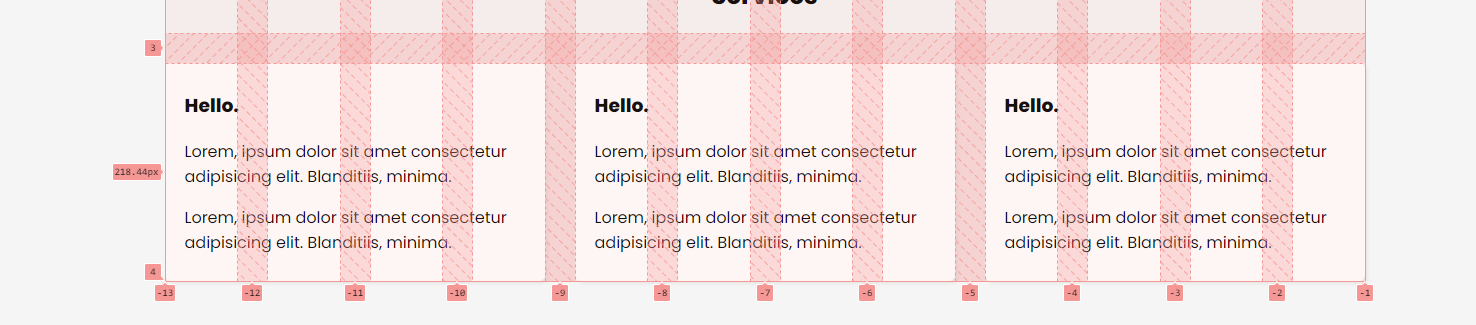 Services
3
Hello.
Hello.
Hello.
Lorem, ipsum dolor sit amet consectetur
adipisicing elit. Blanditiis, minima.
Lorem, ipsum dolor sit amet consectetur
adipisicing elit. Blanditiis, minima.
Lorem, ipsum dolor sit amet consectetur
adipisicing elit. Blanditiis, minima.
218.44px
Lorem, ipsum dolor sit amet consectetur
adipisicing elit. Blanditiis, minima.
Lorem, ipsum dolor sit amet consectetur
adipisicing elit. Blanditiis, minima.
Lorem, ipsum dolor sit amet consectetur
adipisicing elit. Blanditiis, minima.
4
-13 -12 -11 -10 -9 -8 -7 -6 -5 -4 -3 -2 -1